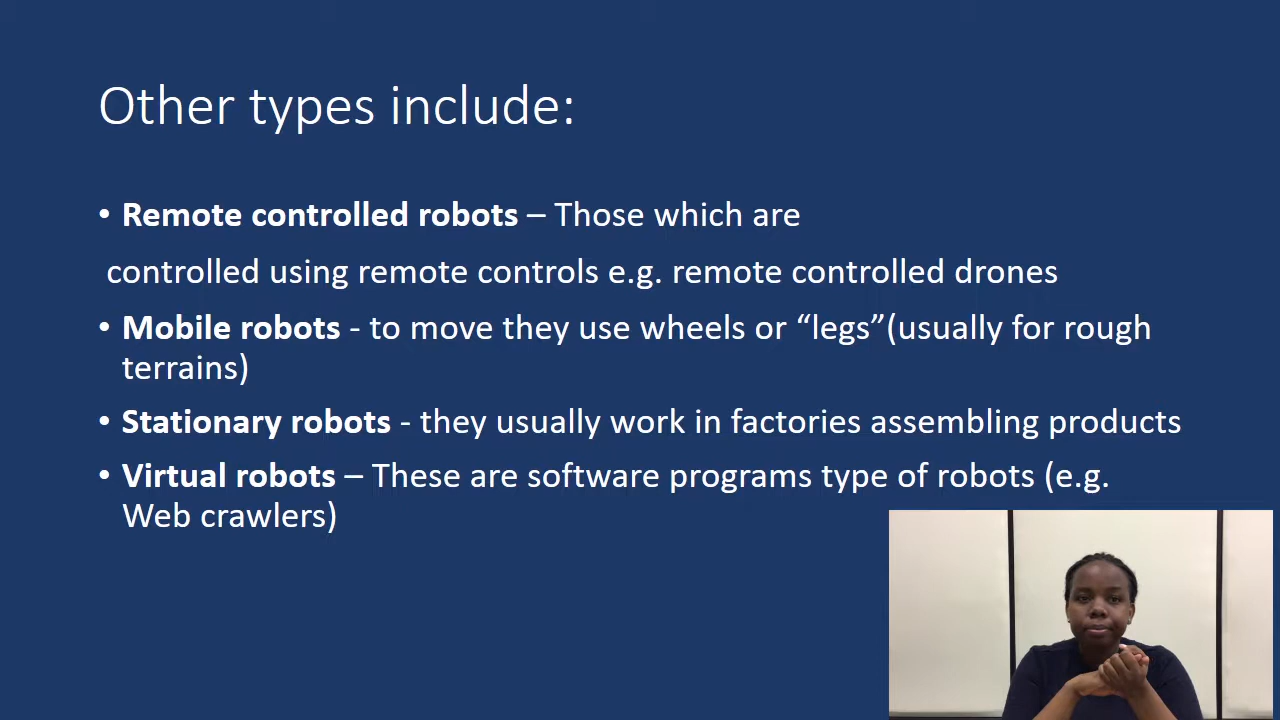 Other types include:
• Remote controlled robots – Those which are
controlled using remote controls e.g. remote controlled drones
• Mobile robots - to move they use wheels or “legs”(usually for rough
terrains)
• Stationary robots - they usually work in factories assembling products
• Virtual robots – These are software programs type of robots (e.g.
Web crawlers)